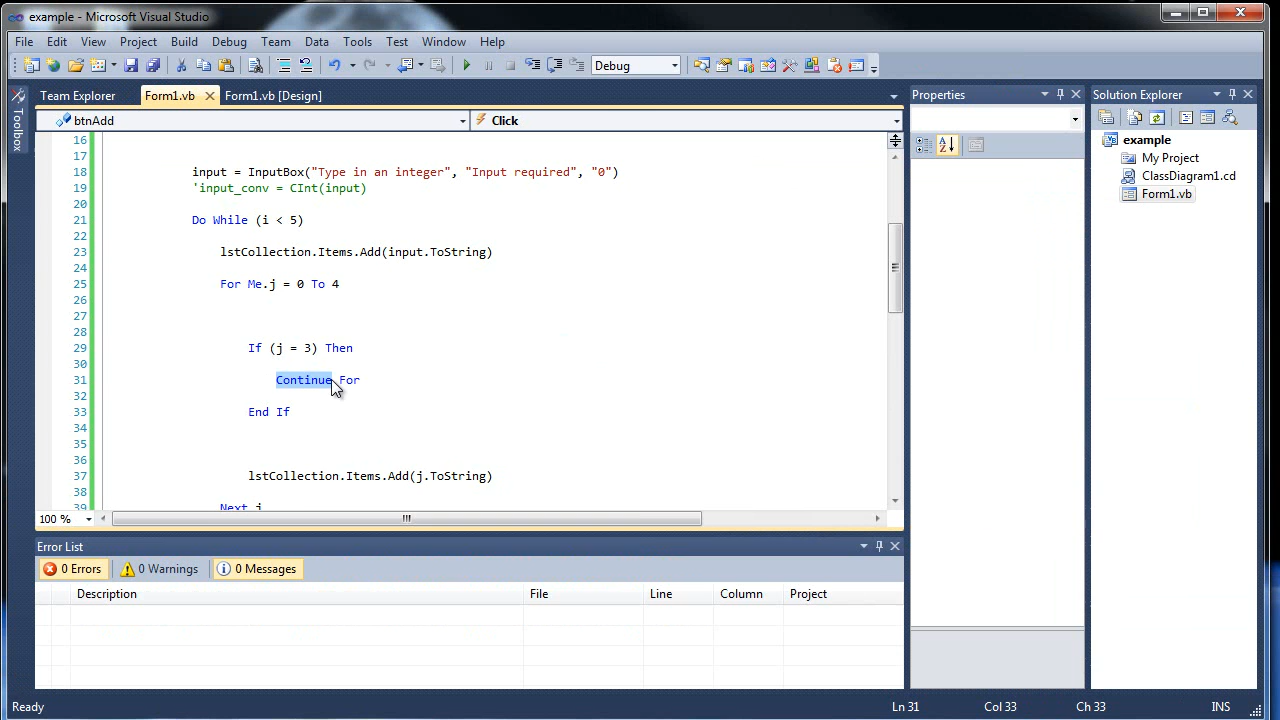 example - Microsoft Visual Studio
File Edit View Project Build Debug Team Data Tools Test Window Help
Debug
Team Explorer Form1.vb Form1.vb [Design]
btnAdd Click
Toolbox
16
17
18 input = InputBox("Type in an integer", "Input required", "0")
19 'input_conv = CInt(input)
20
21 Do While (i < 5)
22
23 lstCollection.Items.Add(input.ToString)
24
25 For Me.j = 0 To 4
26
27
28
29 If (j = 3) Then
30
31 Continue For
32
33 End If
34
35
36
37 lstCollection.Items.Add(j.ToString)
38
39 Next j
100 %
Properties
Solution Explorer
example
My Project
ClassDiagram1.cd
Form1.vb
Error List
0 Errors 0 Warnings 0 Messages
Description File Line Column Project
Ready Ln 31 Col 33 Ch 33 INS